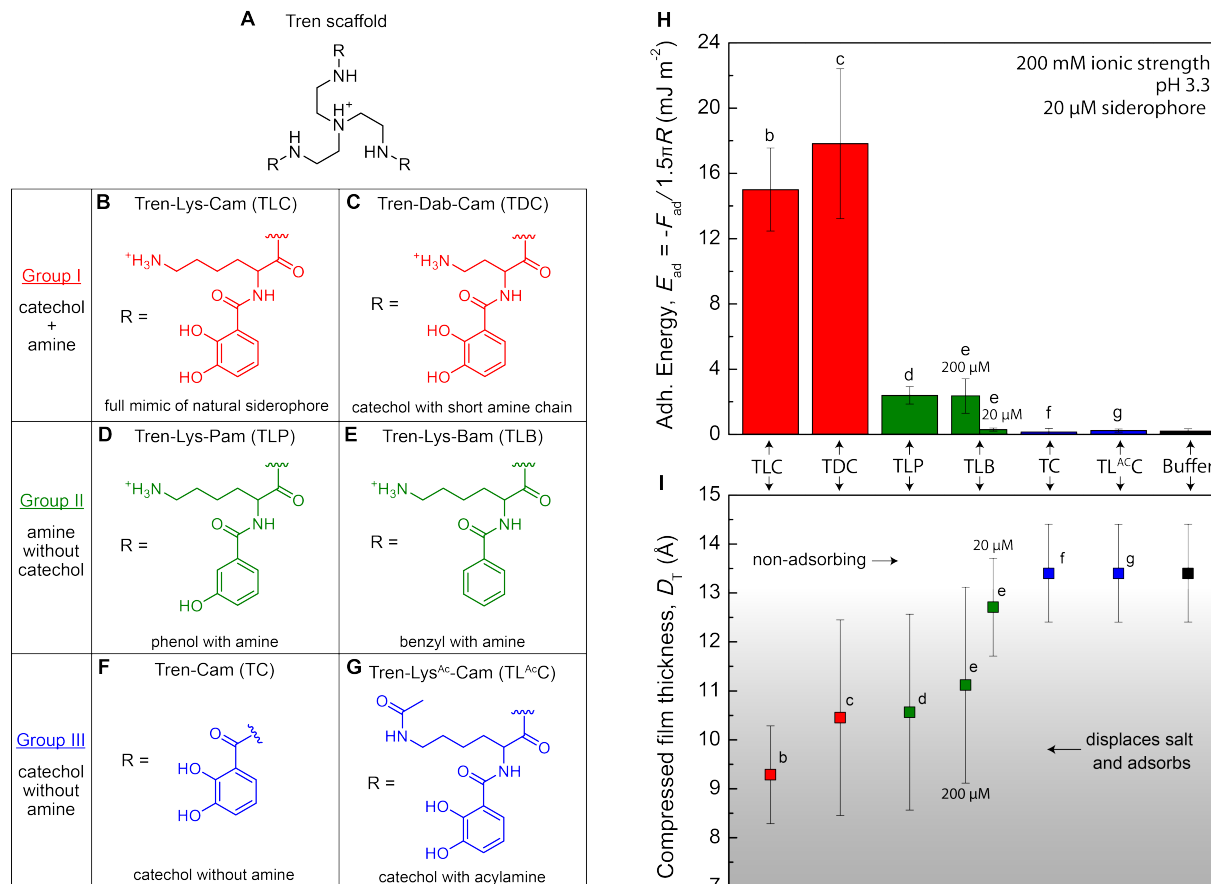 A Tren scaffold
R
NH
H
N
+
H
N
R
HN
R
Group I
catechol
+
amine
B Tren-Lys-Cam (TLC)
+H3N
O
NH
O
R =
HO
HO
full mimic of natural siderophore
C Tren-Dab-Cam (TDC)
+H3N
O
NH
O
R =
HO
HO
catechol with short amine chain
Group II
amine
without
catechol
D Tren-Lys-Pam (TLP)
+H3N
O
NH
O
R =
HO
phenol with amine
E Tren-Lys-Bam (TLB)
+H3N
O
NH
O
R =
benzyl with amine
Group III
catechol
without
amine
F Tren-Cam (TC)
O
R =
HO
HO
catechol without amine
G Tren-LysAc-Cam (TLACC)
O
HN
O
NH
O
R =
HO
HO
catechol with acylamine
H
Adh. Energy, Ead = -Fad/1.5πR (mJ m-2)
24
20
16
12
8
4
0
200 mM ionic strength
pH 3.3
20 µM siderophore
b
c
d
e
200 µM
e
20 µM
f
g
TLC TDC TLP TLB TC TLACC Buffer
I
Compressed film thickness, DT (Å)
15
14
13
12
11
10
9
8
7
non-adsorbing
20 µM
b
c
d
e
e
f
g
200 µM
displaces salt
and adsorbs